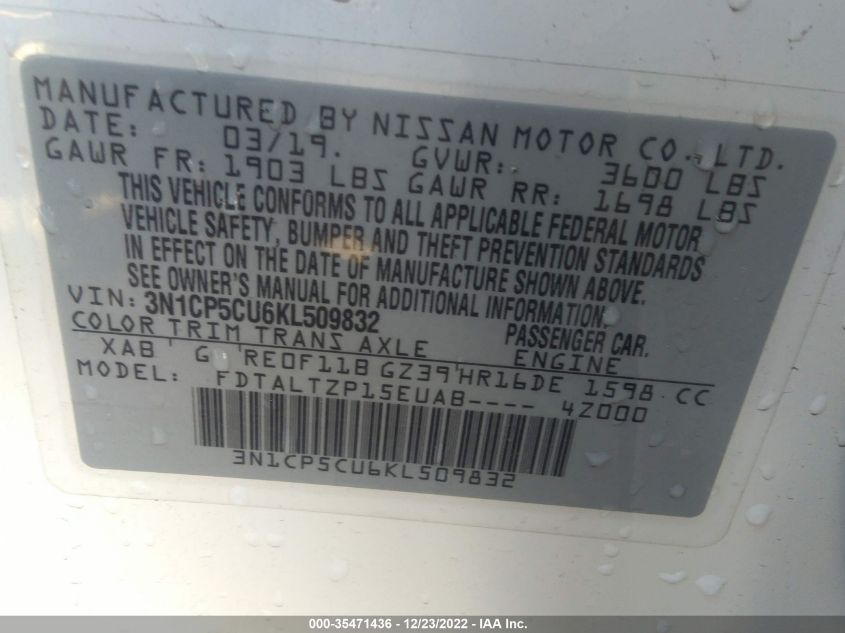 MANUFACTURED BY NISSAN MOTOR CO., LTD.
DATE: 03/19. GVWR: 3600 LBS
GAWR FR: 1903 LBS GAWR RR: 1698 LBS
THIS VEHICLE CONFORMS TO ALL APPLICABLE FEDERAL MOTOR
VEHICLE SAFETY, BUMPER AND THEFT PREVENTION STANDARDS
IN EFFECT ON THE DATE OF MANUFACTURE SHOWN ABOVE.
SEE OWNER'S MANUAL FOR ADDITIONAL INFORMATION.
VIN: 3N1CP5CU6KL509832 PASSENGER CAR.
COLOR TRIM TRANS AXLE ENGINE
XAB G RE0F11B GZ39 HR16DE 1598 CC
MODEL: FDTALTZP15EUAB---- 4Z000
3N1CP5CU6KL509832
000-35471436 - 12/23/2022 - IAA Inc.